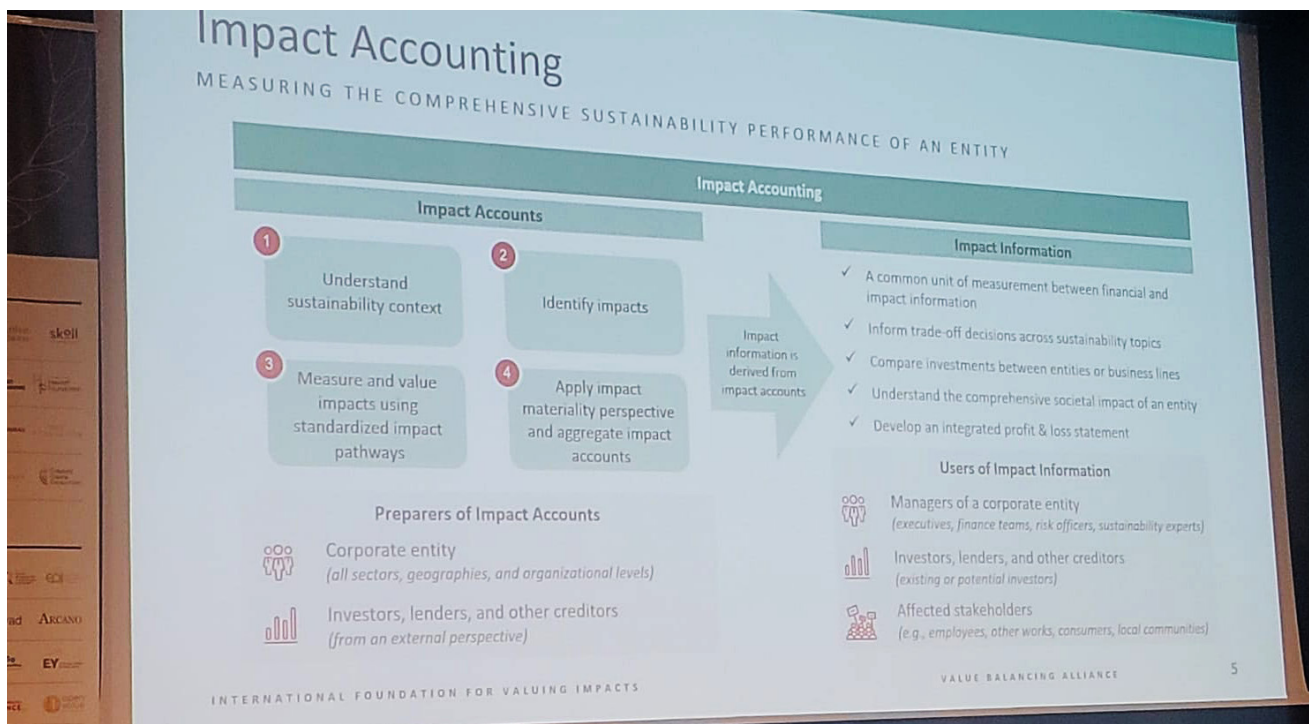 Impact Accounting
MEASURING THE COMPREHENSIVE SUSTAINABILITY PERFORMANCE OF AN ENTITY
Impact Accounting
Impact Accounts
1
Understand
sustainability context
2
Identify impacts
3
Measure and value
impacts using
standardized impact
pathways
4
Apply impact
materiality perspective
and aggregate impact
accounts
Impact
information is
derived from
impact accounts
Impact Information
✓ A common unit of measurement between financial and
impact information
✓ Inform trade-off decisions across sustainability topics
✓ Compare investments between entities or business lines
✓ Understand the comprehensive societal impact of an entity
✓ Develop an integrated profit & loss statement
Preparers of Impact Accounts
Corporate entity
(all sectors, geographies, and organizational levels)
Investors, lenders, and other creditors
(from an external perspective)
Users of Impact Information
Managers of a corporate entity
(executives, finance teams, risk officers, sustainability experts)
Investors, lenders, and other creditors
(existing or potential investors)
Affected stakeholders
(e.g., employees, other works, consumers, local communities)
INTERNATIONAL FOUNDATION FOR VALUING IMPACTS
VALUE BALANCING ALLIANCE
5
skoll
ARCANO
EY